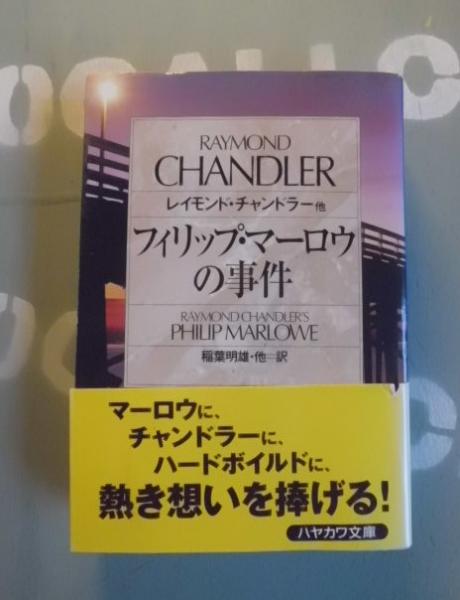 RAYMOND
CHANDLER
レイモンド・チャンドラー他
フィリップ・マーロウ
の事件
RAYMOND CHANDLER'S
PHILIP MARLOWE
稲葉明雄・他=訳
マーロウに、
チャンドラーに、
ハードボイルドに、
熱き想いを捧げる!
ハヤカワ文庫